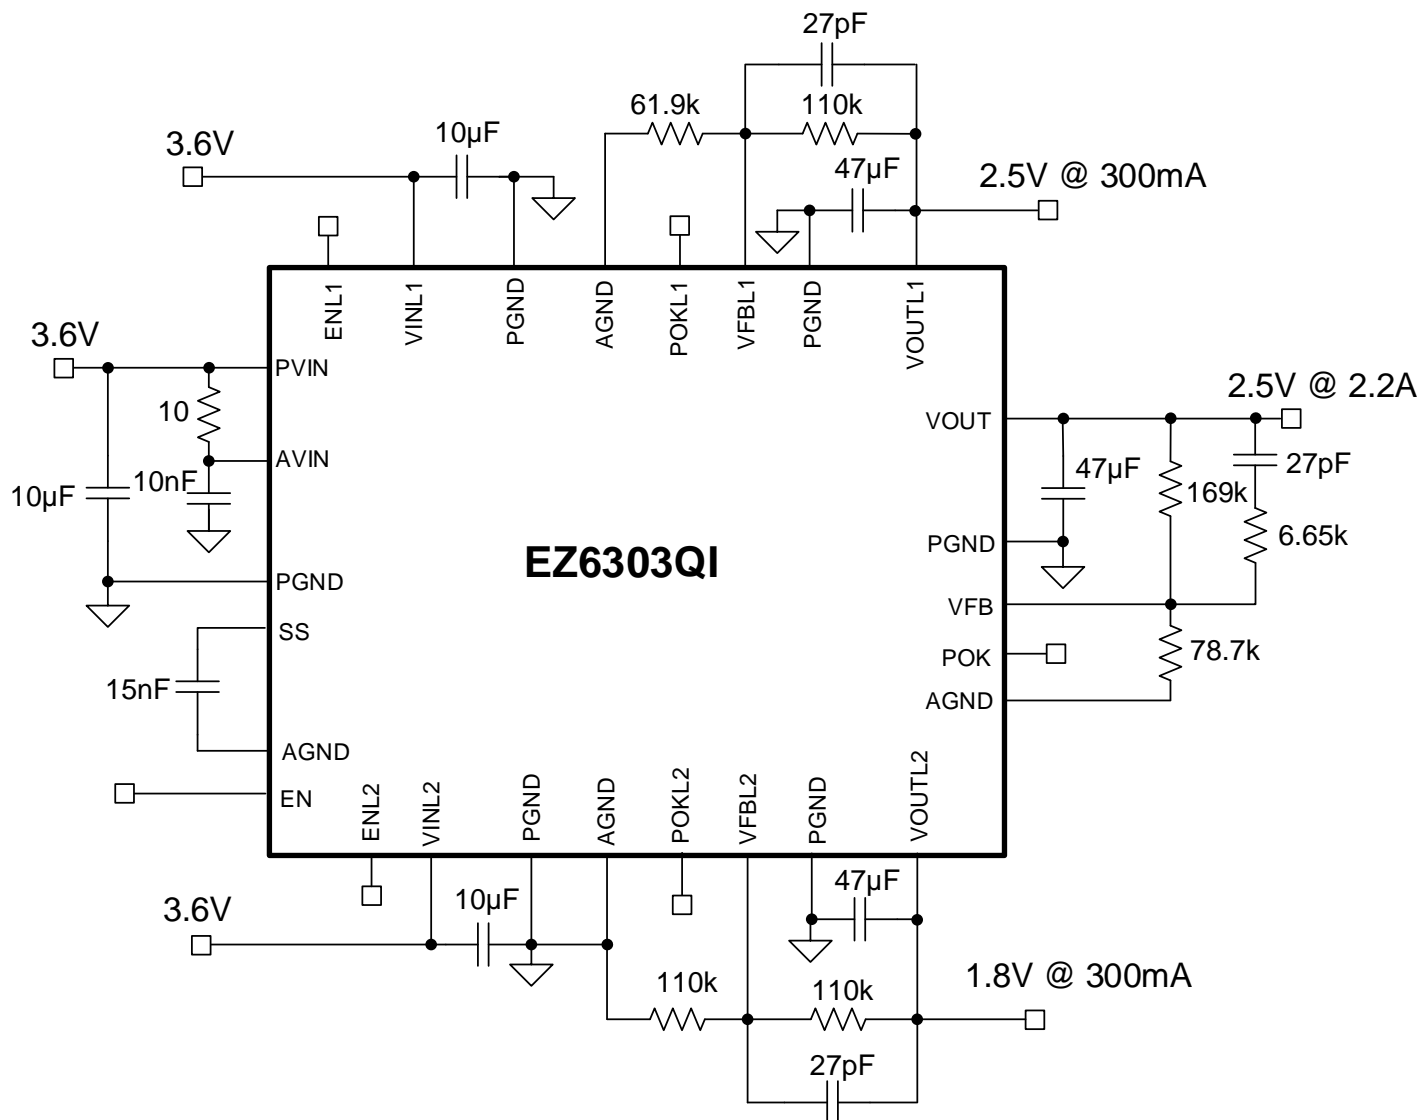 27pF
61.9k
110k
10µF
3.6V
47µF
2.5V @ 300mA
ENL1
VINL1
PGND
AGND
POKL1
VFBL1
PGND
VOUTL1
3.6V
PVIN
10
AVIN
10µF
10nF
PGND
SS
15nF
AGND
EN
EZ6303QI
2.5V @ 2.2A
VOUT
47µF
169k
27pF
6.65k
PGND
VFB
POK
78.7k
AGND
ENL2
VINL2
PGND
AGND
POKL2
VFBL2
PGND
VOUTL2
3.6V
10µF
47µF
110k
110k
1.8V @ 300mA
27pF